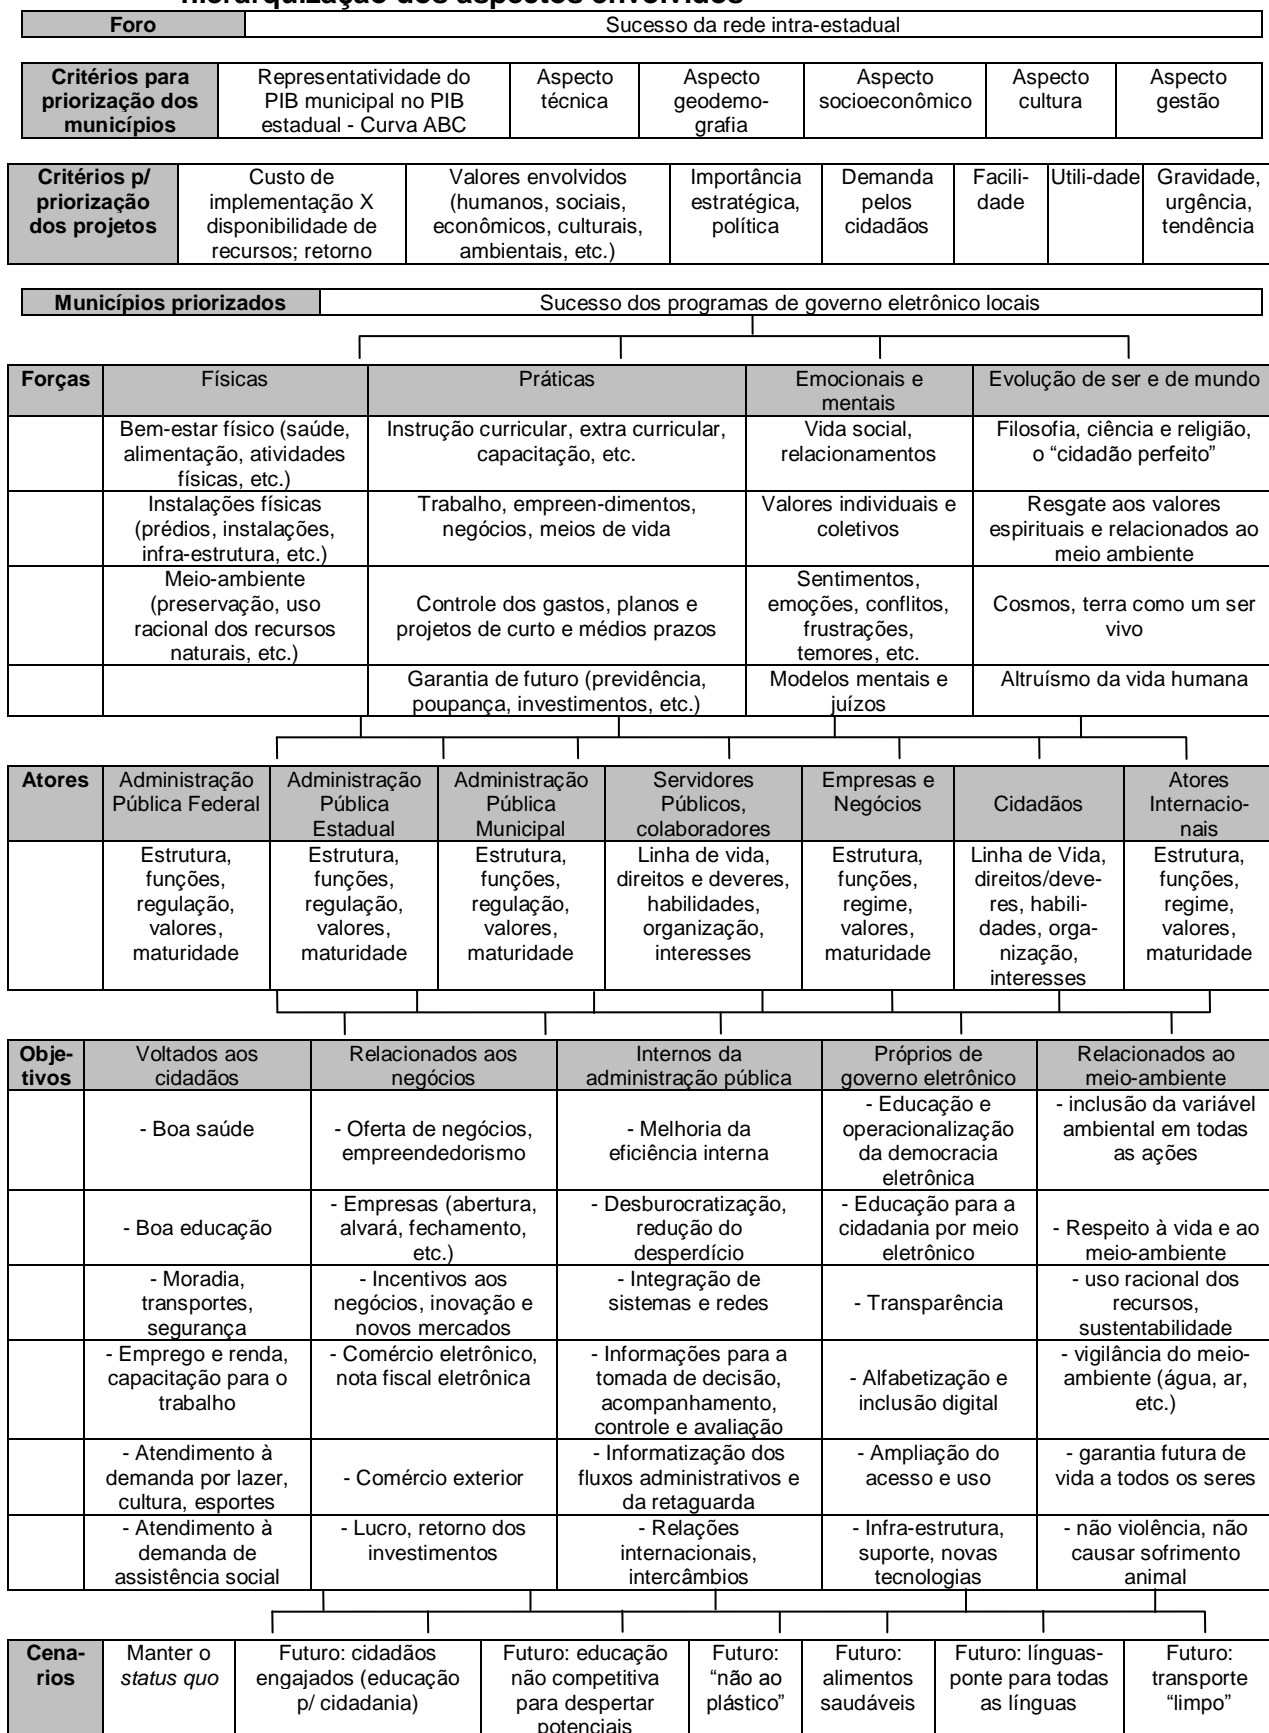 hierarquização dos aspectos envolvidos
Foro
Sucesso da rede intra-estadual
Critérios para
priorização dos
municípios
Representatividade do
PIB municipal no PIB
estadual - Curva ABC
Aspecto
técnica
Aspecto
geodemo-
grafia
Aspecto
socioeconômico
Aspecto
cultura
Aspecto
gestão
Critérios p/
priorização
dos projetos
Custo de
implementação X
disponibilidade de
recursos; retorno
Valores envolvidos
(humanos, sociais,
econômicos, culturais,
ambientais, etc.)
Importância
estratégica,
política
Demanda
pelos
cidadãos
Facili-
dade
Utili-dade
Gravidade,
urgência,
tendência
Municípios priorizados
Sucesso dos programas de governo eletrônico locais
Forças
Físicas
Práticas
Emocionais e
mentais
Evolução de ser e de mundo
Bem-estar físico (saúde,
alimentação, atividades
físicas, etc.)
Instrução curricular, extra curricular,
capacitação, etc.
Vida social,
relacionamentos
Filosofia, ciência e religião,
o “cidadão perfeito”
Instalações físicas
(prédios, instalações,
infra-estrutura, etc.)
Trabalho, empreen-dimentos,
negócios, meios de vida
Valores individuais e
coletivos
Resgate aos valores
espirituais e relacionados ao
meio ambiente
Meio-ambiente
(preservação, uso
racional dos recursos
naturais, etc.)
Controle dos gastos, planos e
projetos de curto e médios prazos
Sentimentos,
emoções, conflitos,
frustrações,
temores, etc.
Cosmos, terra como um ser
vivo
Garantia de futuro (previdência,
poupança, investimentos, etc.)
Modelos mentais e
juízos
Altruísmo da vida humana
Atores
Administração
Pública Federal
Administração
Pública
Estadual
Administração
Pública
Municipal
Servidores
Públicos,
colaboradores
Empresas e
Negócios
Cidadãos
Atores
Internacio-
nais
Estrutura,
funções,
regulação,
valores,
maturidade
Estrutura,
funções,
regulação,
valores,
maturidade
Estrutura,
funções,
regulação,
valores,
maturidade
Linha de vida,
direitos e deveres,
habilidades,
organização,
interesses
Estrutura,
funções,
regime,
valores,
maturidade
Linha de Vida,
direitos/deve-
res, habili-
dades, orga-
nização,
interesses
Estrutura,
funções,
regime,
valores,
maturidade
Obje-
tivos
Voltados aos
cidadãos
Relacionados aos
negócios
Internos da
administração pública
Próprios de
governo eletrônico
Relacionados ao
meio-ambiente
- Boa saúde
- Oferta de negócios,
empreendedorismo
- Melhoria da
eficiência interna
- Educação e
operacionalização
da democracia
eletrônica
- inclusão da variável
ambiental em todas
as ações
- Boa educação
- Empresas (abertura,
alvará, fechamento,
etc.)
- Desburocratização,
redução do
desperdício
- Educação para a
cidadania por meio
eletrônico
- Respeito à vida e ao
meio-ambiente
- Moradia,
transportes,
segurança
- Incentivos aos
negócios, inovação e
novos mercados
- Integração de
sistemas e redes
- Transparência
- uso racional dos
recursos,
sustentabilidade
- Emprego e renda,
capacitação para o
trabalho
- Comércio eletrônico,
nota fiscal eletrônica
- Informações para a
tomada de decisão,
acompanhamento,
controle e avaliação
- Alfabetização e
inclusão digital
- vigilância do meio-
ambiente (água, ar,
etc.)
- Atendimento à
demanda por lazer,
cultura, esportes
- Comércio exterior
- Informatização dos
fluxos administrativos e
da retaguarda
- Ampliação do
acesso e uso
- garantia futura de
vida a todos os seres
- Atendimento à
demanda de
assistência social
- Lucro, retorno dos
investimentos
- Relações
internacionais,
intercâmbios
- Infra-estrutura,
suporte, novas
tecnologias
- não violência, não
causar sofrimento
animal
Cena-
rios
Manter o
status quo
Futuro: cidadãos
engajados (educação
p/ cidadania)
Futuro: educação
não competitiva
para despertar
potenciais
Futuro:
“não ao
plástico”
Futuro:
alimentos
saudáveis
Futuro: línguas-
ponte para todas
as línguas
Futuro:
transporte
“limpo”